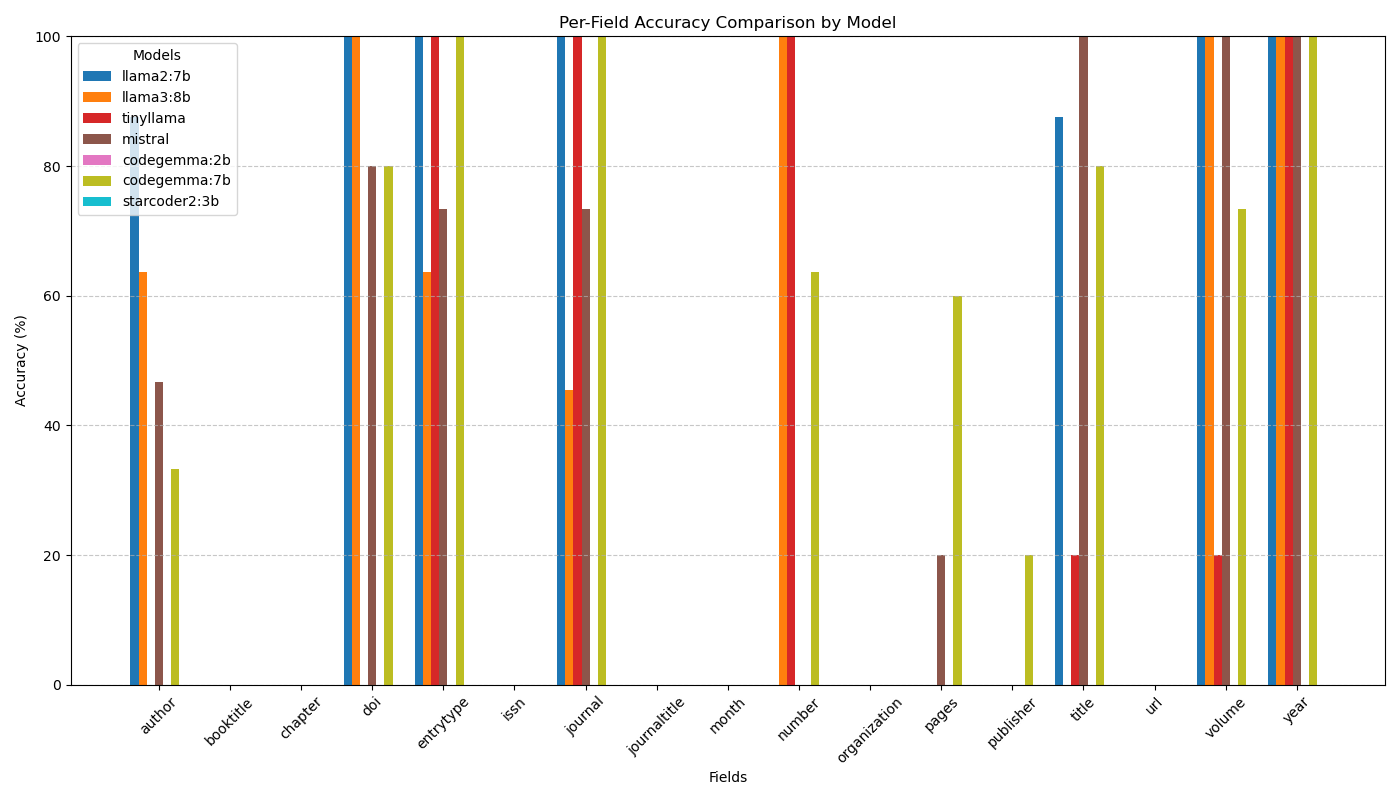 Per-Field Accuracy Comparison by Model
Models
llama2:7b
llama3:8b
tinyllama
mistral
codegemma:2b
codegemma:7b
starcoder2:3b
100
80
60
40
20
0
Accuracy (%)
author
booktitle
chapter
doi
entrytype
issn
journal
journaltitle
month
number
organization
pages
publisher
title
url
volume
year
Fields